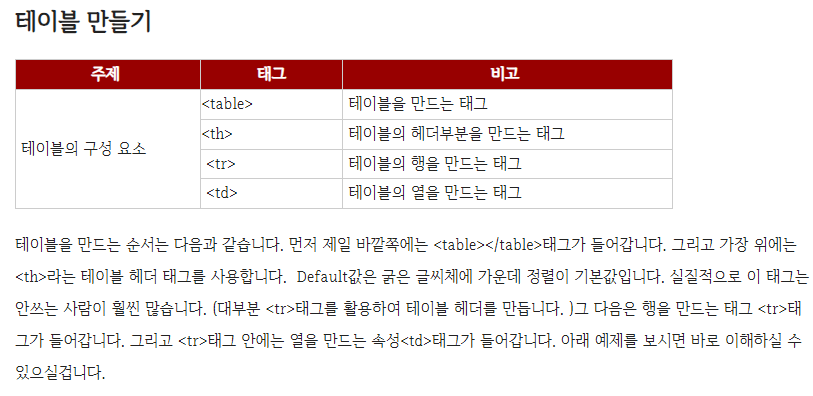 테이블 만들기
주제 태그 비고
테이블의 구성 요소
<table> 테이블을 만드는 태그
<th> 테이블의 헤더부분을 만드는 태그
<tr> 테이블의 행을 만드는 태그
<td> 테이블의 열을 만드는 태그
테이블을 만드는 순서는 다음과 같습니다. 먼저 제일 바깥쪽에는 <table></table>태그가 들어갑니다. 그리고 가장 위에는
<th>라는 테이블 헤더 태그를 사용합니다.  Default값은 굵은 글씨체에 가운데 정렬이 기본값입니다. 실질적으로 이 태그는
안쓰는 사람이 훨씬 많습니다. (대부분 <tr>태그를 활용하여 테이블 헤더를 만듭니다. )그 다음은 행을 만드는 태그 <tr>태
그가 들어갑니다. 그리고 <tr>태그 안에는 열을 만드는 속성<td>태그가 들어갑니다. 아래 예제를 보시면 바로 이해하실 수
있으실겁니다.